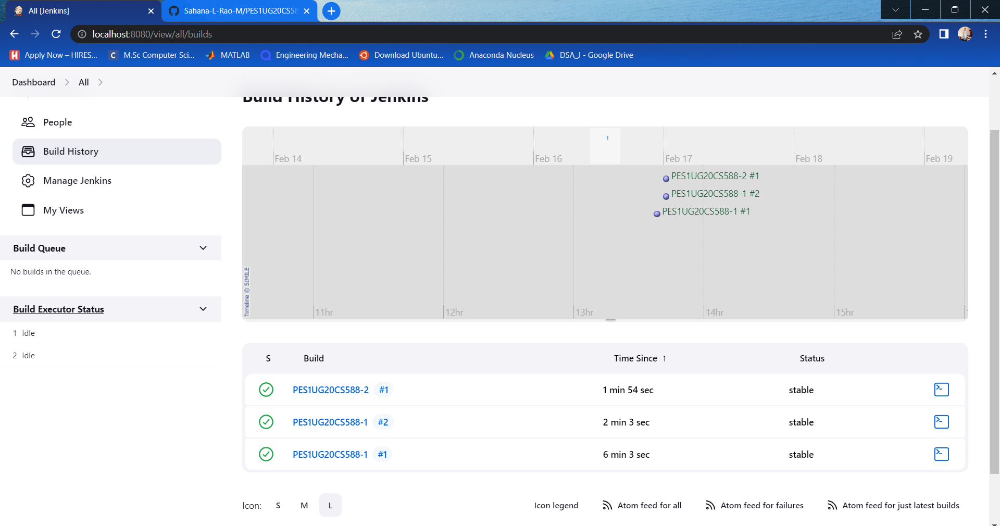 All [Jenkins]
Sahana-L-Rao-M/PES1UG20CS58
localhost:8080/view/all/builds
Apply Now – HIRES...
M.Sc Computer Sci...
MATLAB
Engineering Mecha...
Download Ubuntu...
Anaconda Nucleus
DSA_J - Google Drive
Dashboard
All
Build History of Jenkins
People
Build History
Manage Jenkins
My Views
Build Queue
No builds in the queue.
Build Executor Status
1 Idle
2 Idle
Feb 14
Feb 15
Feb 16
Feb 17
Feb 18
Feb 19
PES1UG20CS588-2 #1
PES1UG20CS588-1 #2
PES1UG20CS588-1 #1
Timeline © SIMILE
11hr
12hr
13hr
14hr
15hr
S Build Time Since ↑ Status
PES1UG20CS588-2 #1 1 min 54 sec stable
PES1UG20CS588-1 #2 2 min 3 sec stable
PES1UG20CS588-1 #1 6 min 3 sec stable
Icon: S M L
Icon legend
Atom feed for all
Atom feed for failures
Atom feed for just latest builds